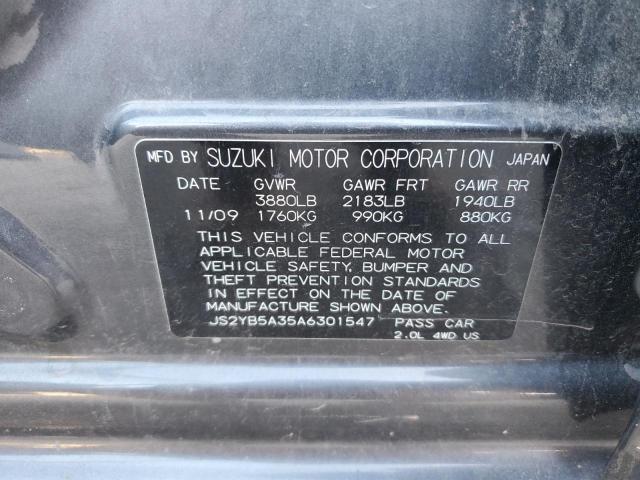 MFD BY SUZUKI MOTOR CORPORATION JAPAN
DATE GVWR GAWR FRT GAWR RR
3880LB 2183LB 1940LB
11/09 1760KG 990KG 880KG
THIS VEHICLE CONFORMS TO ALL
APPLICABLE FEDERAL MOTOR
VEHICLE SAFETY, BUMPER AND
THEFT PREVENTION STANDARDS
IN EFFECT ON THE DATE OF
MANUFACTURE SHOWN ABOVE.
JS2YB5A35A6301547 PASS CAR
2.0L 4WD US